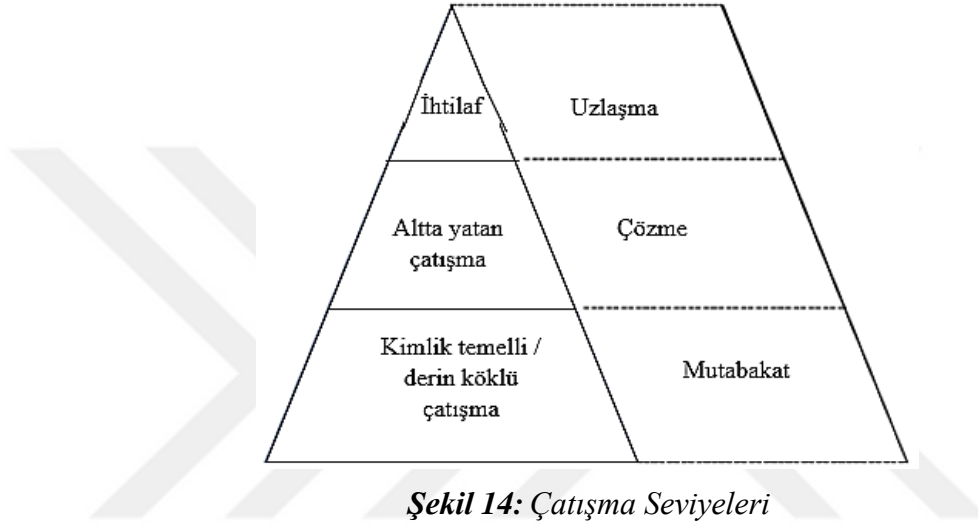 İhtilaf
Uzlaşma
Altta yatan
çatışma
Çözme
Kimlik temelli /
derin köklü
çatışma
Mutabakat
Şekil 14: Çatışma Seviyeleri